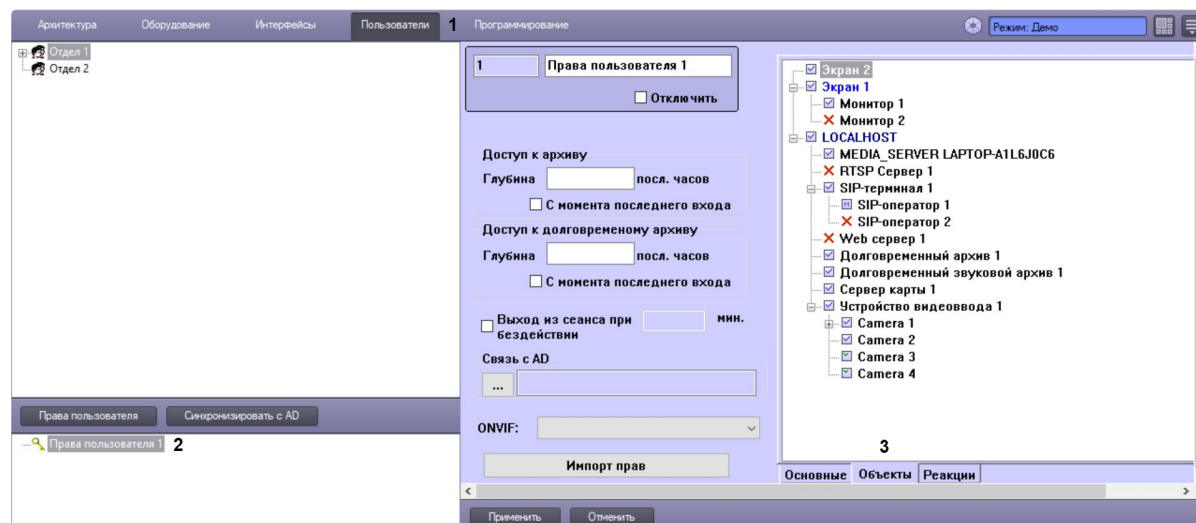 Архитектура Оборудование Интерфейсы Пользователи 1 Программирование Режим: Демо
Отдел 1
Отдел 2
Права пользователя Синхронизировать с AD
Права пользователя 1 2
1 Права пользователя 1
Отключить
Доступ к архиву
Глубина посл. часов
С момента последнего входа
Доступ к долговременому архиву
Глубина посл. часов
С момента последнего входа
Выход из сеанса при мин.
бездействии
Связь с AD
...
ONVIF:
Импорт прав
Экран 2
Экран 1
Монитор 1
Монитор 2
LOCALHOST
MEDIA_SERVER LAPTOP-A1L6J0C6
RTSP Сервер 1
SIP-терминал 1
SIP-оператор 1
SIP-оператор 2
Web сервер 1
Долговременный архив 1
Долговременный звуковой архив 1
Сервер карты 1
Устройство видеоввода 1
Camera 1
Camera 2
Camera 3
Camera 4
3
Основные Объекты Реакции
Применить Отменить